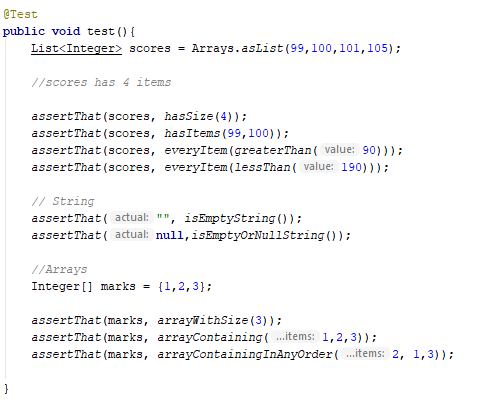 @Test
public void test(){
List<Integer> scores = Arrays.asList(99,100,101,105);
//scores has 4 items
assertThat(scores, hasSize(4));
assertThat(scores, hasItems(99,100));
assertThat(scores, everyItem(greaterThan( value: 90)));
assertThat(scores, everyItem(lessThan( value: 190)));
// String
assertThat( actual: "", isEmptyString());
assertThat( actual: null,isEmptyOrNullString());
//Arrays
Integer[] marks = {1,2,3};
assertThat(marks, arrayWithSize(3));
assertThat(marks, arrayContaining( ...items: 1,2,3));
assertThat(marks, arrayContainingInAnyOrder( ...items: 2, 1,3));
}